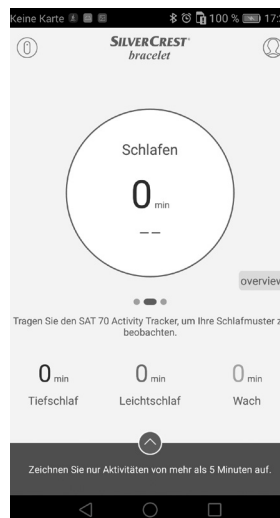 Keine Karte 100 % 17:
SILVERCREST®
bracelet
Schlafen
0 min
--
overview
Tragen Sie den SAT 70 Activity Tracker, um Ihre Schlafmuster z
beobachten.
0 min 0 min 0 min
Tiefschlaf Leichtschlaf Wach
Zeichnen Sie nur Aktivitäten von mehr als 5 Minuten auf.